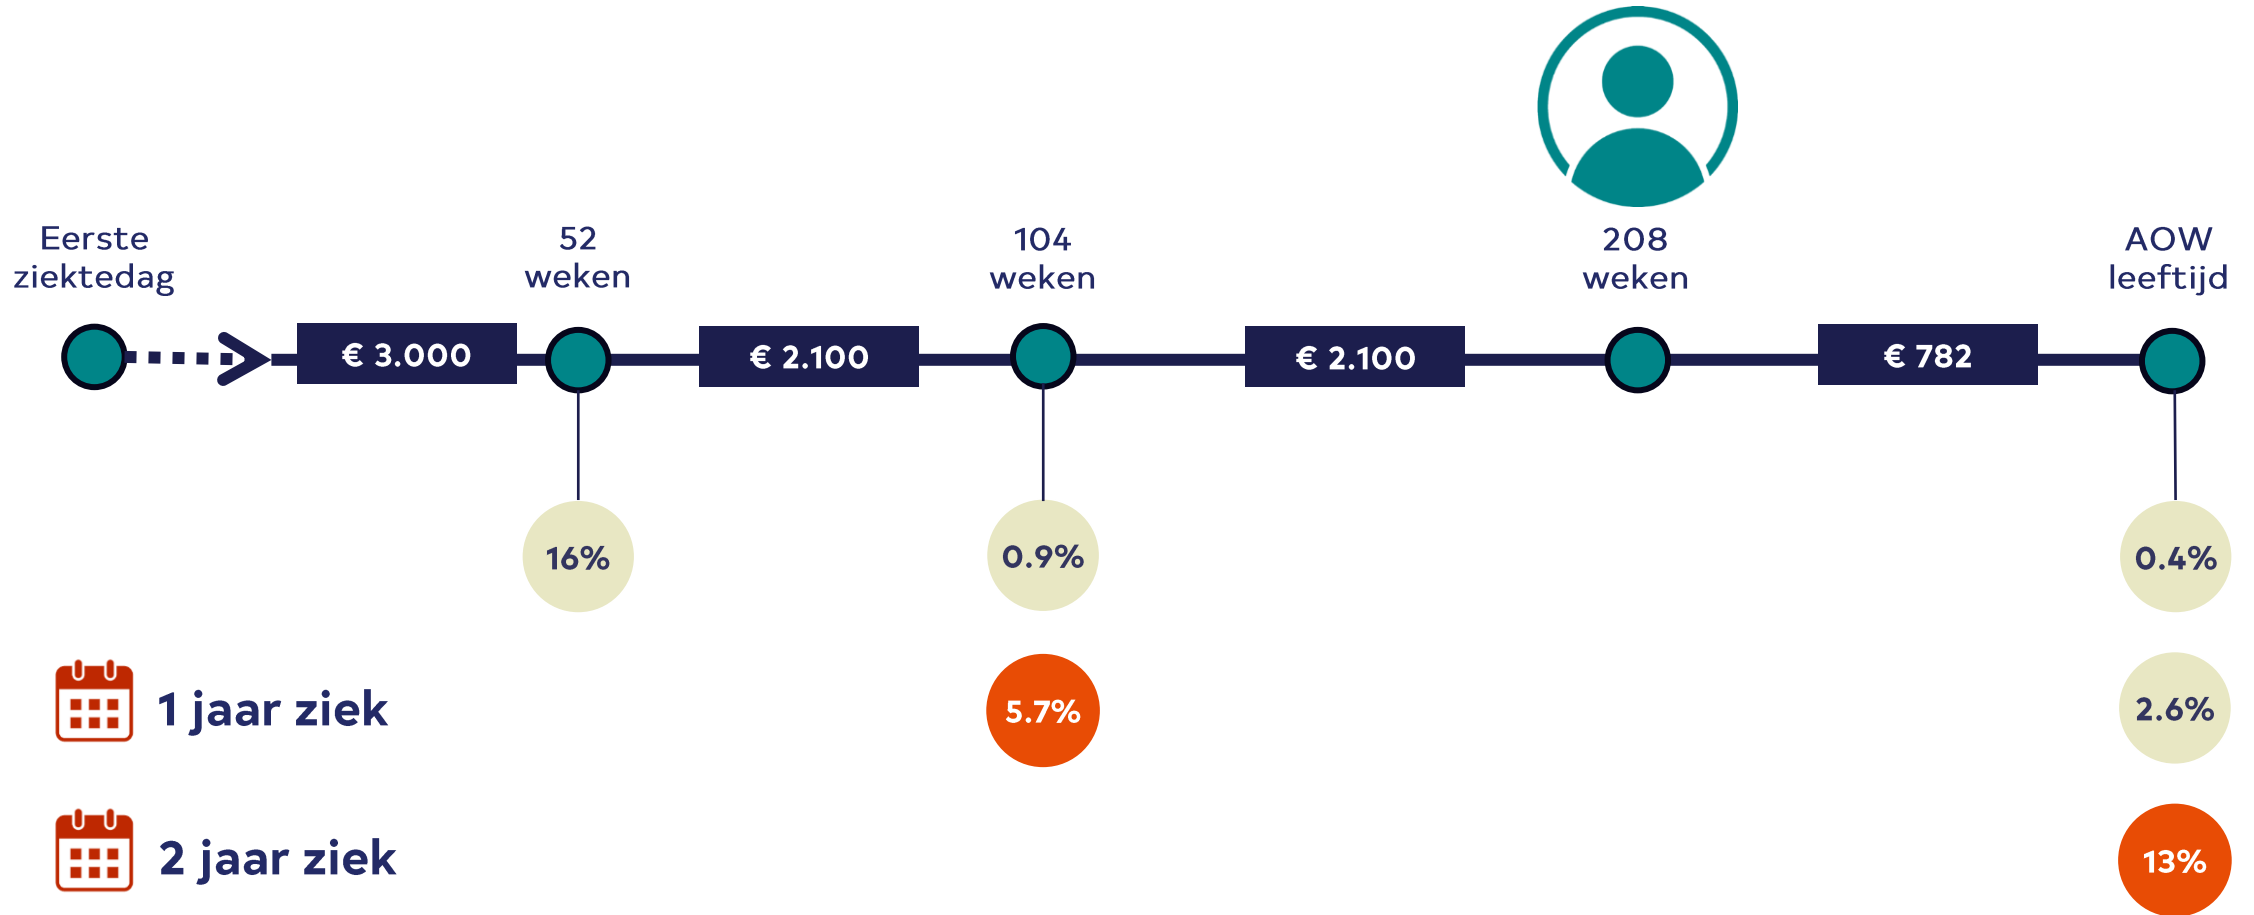 Eerste
ziektedag
52
weken
104
weken
208
weken
AOW
leeftijd
€ 3.000
€ 2.100
€ 2.100
€ 782
16%
0.9%
0.4%
1 jaar ziek
5.7%
2.6%
2 jaar ziek
13%